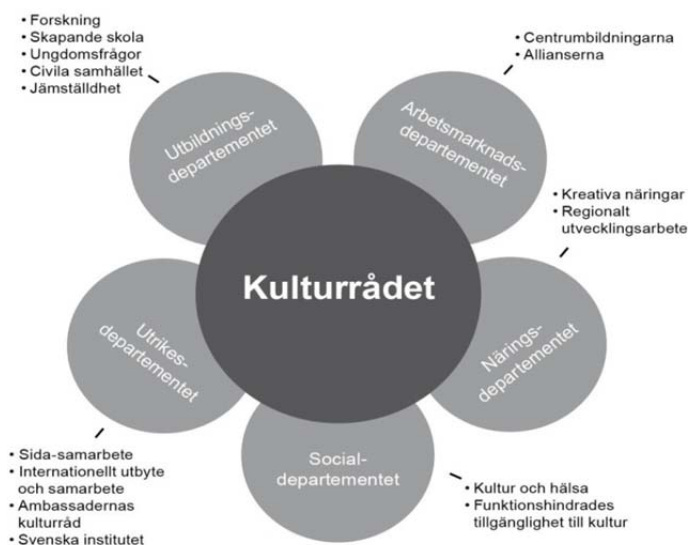 • Forskning
• Skapande skola
• Ungdomsfrågor
• Civila samhället
• Jämställdhet
Utbildnings-
departementet
• Centrumbildningarna
• Allianserna
Arbetsmarknads-
departementet
• Kreativa näringar
• Regionalt
utvecklingsarbete
Närings-
departementet
Kulturrådet
Utrikes-
departementet
• Sida-samarbete
• Internationellt utbyte
och samarbete
• Ambassadernas
kulturråd
• Svenska institutet
Social-
departementet
• Kultur och hälsa
• Funktionshindrades
tillgänglighet till kultur